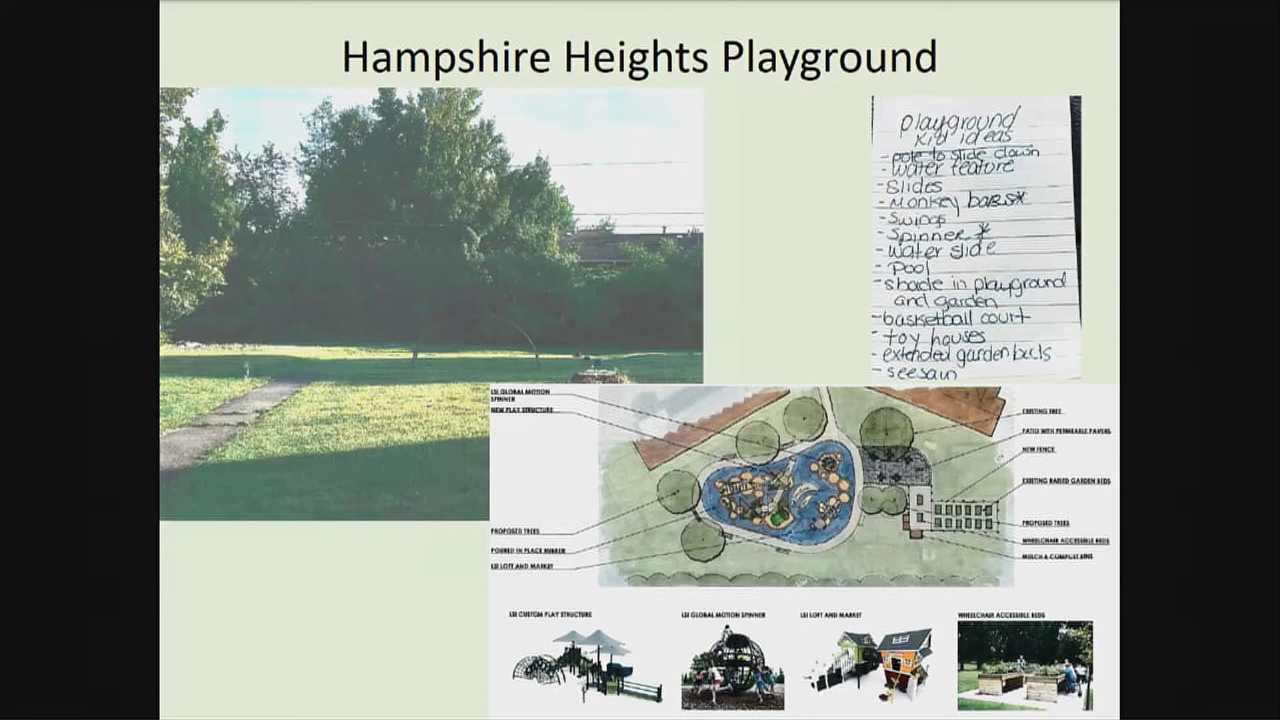 Hampshire Heights Playground
playground
kid ideas
- pole to slide down
- water feature
- Slides
- Monkey bars*
- Swings
- Spinner *
- water slide
- Pool
- shade in playground
and garden
- basketball court
- toy houses
- extended garden beds
- seesaw
LSI GLOBAL MOTION
SPINNER
NEW PLAY STRUCTURE
PROPOSED TREES
POURED IN PLACE RUBBER
LSI LOFT AND MARKET
EXISTING TREE
PATIO WITH PERMEABLE PAVERS
NEW FENCE
EXISTING RAISED GARDEN BEDS
PROPOSED TREES
WHEELCHAIR ACCESSIBLE BEDS
MULCH & COMPOST BINS
LSI CUSTOM PLAY STRUCTURE
LSI GLOBAL MOTION SPINNER
LSI LOFT AND MARKET
WHEELCHAIR ACCESSIBLE BEDS